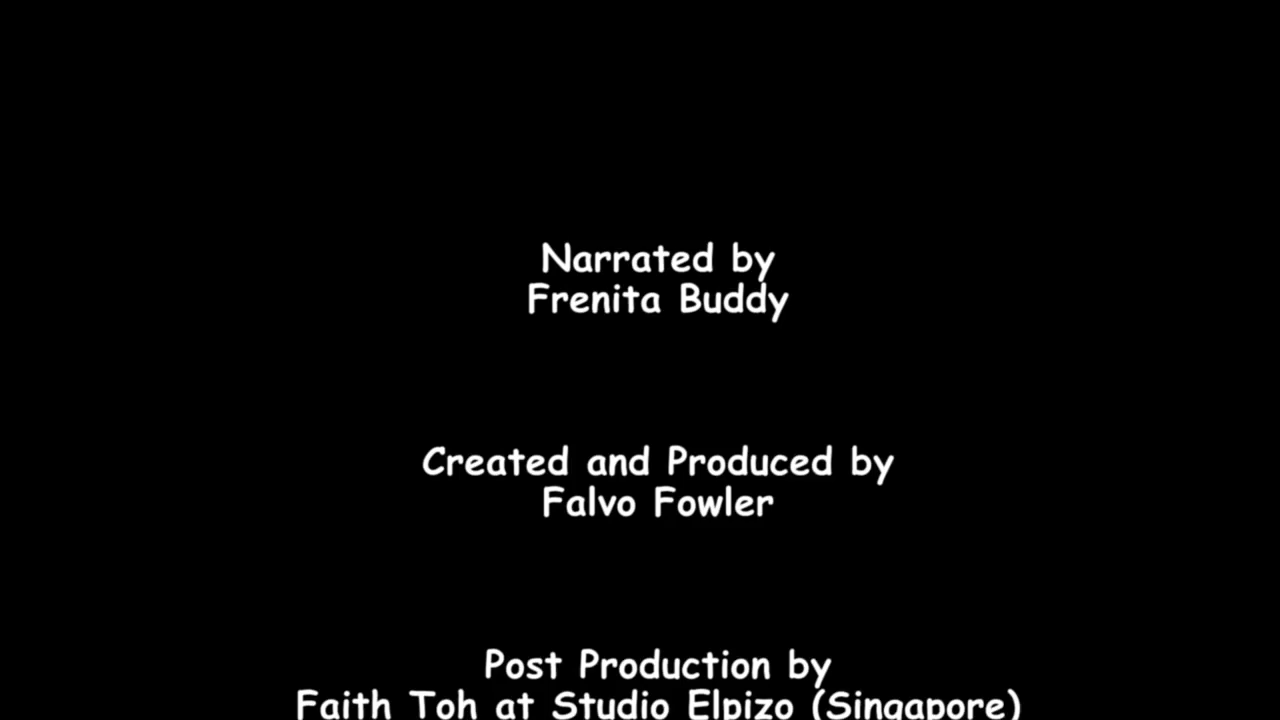 Narrated by
Frenita Buddy
Created and Produced by
Falvo Fowler
Post Production by
Faith Toh at Studio Elpizo (Singapore)